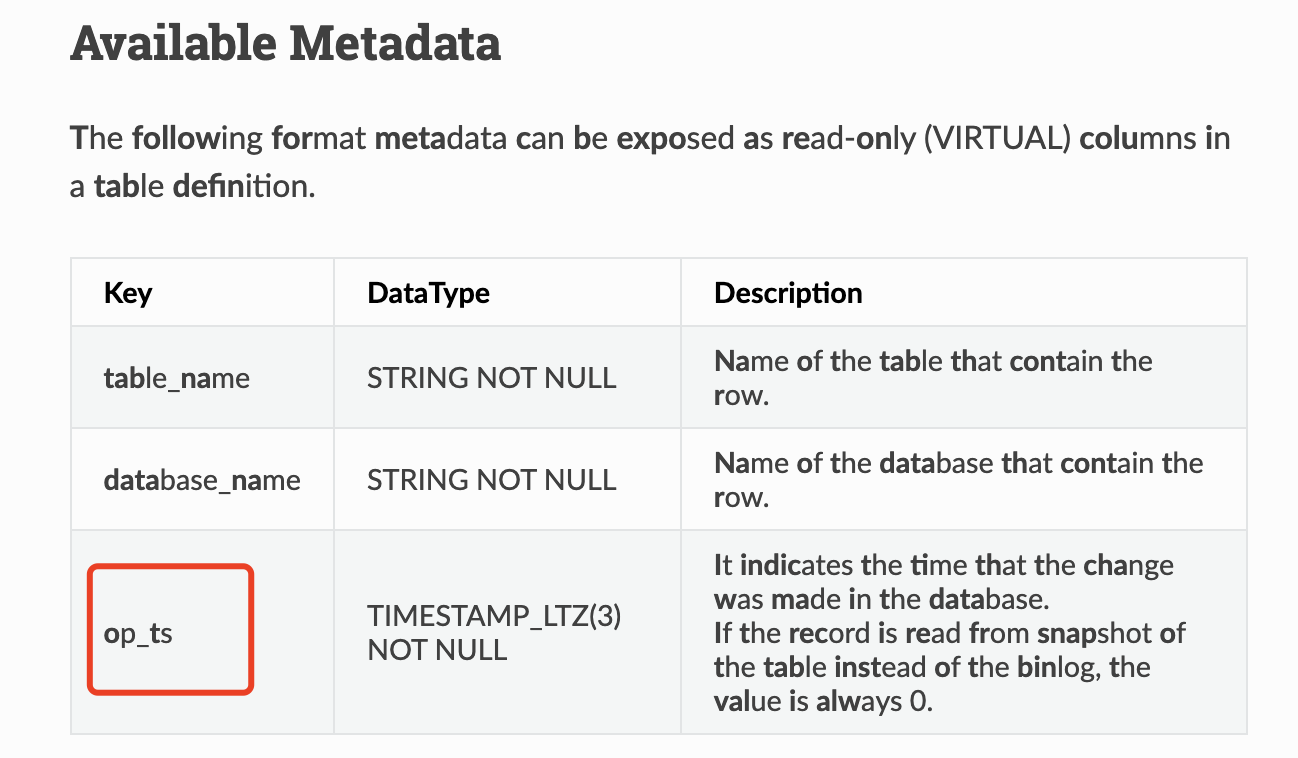 Available Metadata
The following format metadata can be exposed as read-only (VIRTUAL) columns in
a table definition.
Key DataType Description
table_name STRING NOT NULL Name of the table that contain the
row.
database_name STRING NOT NULL Name of the database that contain the
row.
It indicates the time that the change
was made in the database.
op_ts TIMESTAMP_LTZ(3)
NOT NULL
If the record is read from snapshot of
the table instead of the binlog, the
value is always 0.